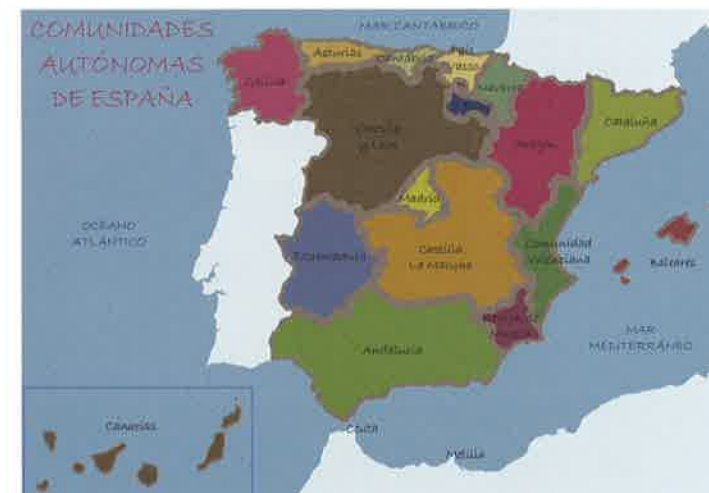 COMUNIDADES
AUTÓNOMAS
DE ESPAÑA
MAR CANTÁBRICO
Asturias
Cantabria
País
Vasco
Galicia
Navarra
Castilla
y León
Aragón
Cataluña
Madrid
OCÉANO
ATLÁNTICO
Comunidad
Valenciana
Extremadura
Castilla
La Mancha
Baleares
Región de
Murcia
MAR
MEDITERRÁNEO
Andalucía
Canarias
Ceuta
Melilla